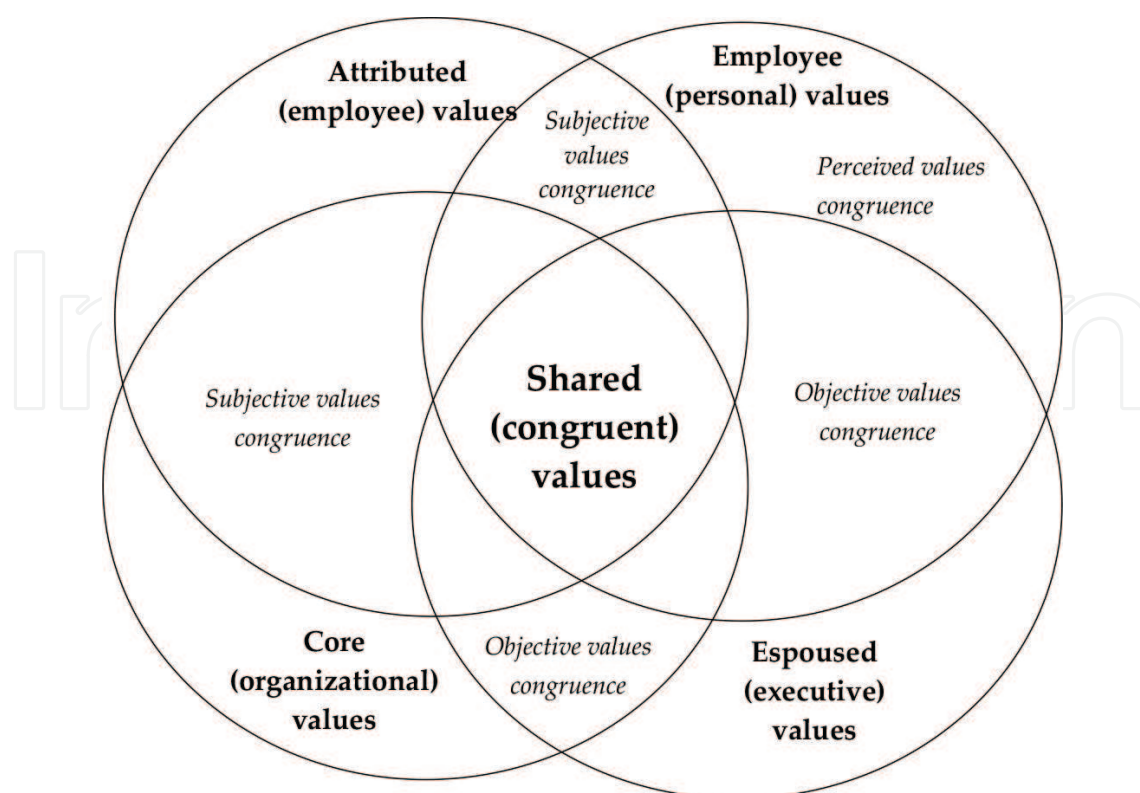 Attributed
(employee) values
Employee
(personal) values
Subjective
values
congruence
Perceived values
congruence
Subjective values
congruence
Shared
(congruent)
values
Objective values
congruence
Core
(organizational)
values
Objective values
congruence
Espoused
(executive)
values